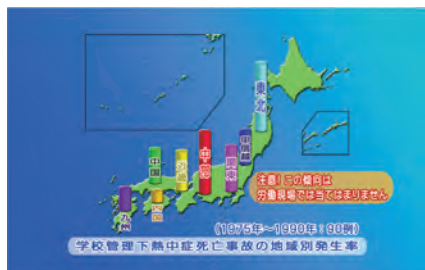 東北
甲信越
関東
中部
近畿
中国
四国
九州
注意!この傾向は
労働現場では当てはまりません
(1975年～1990年:90例)
学校管理下熱中症死亡事故の地域別発生率